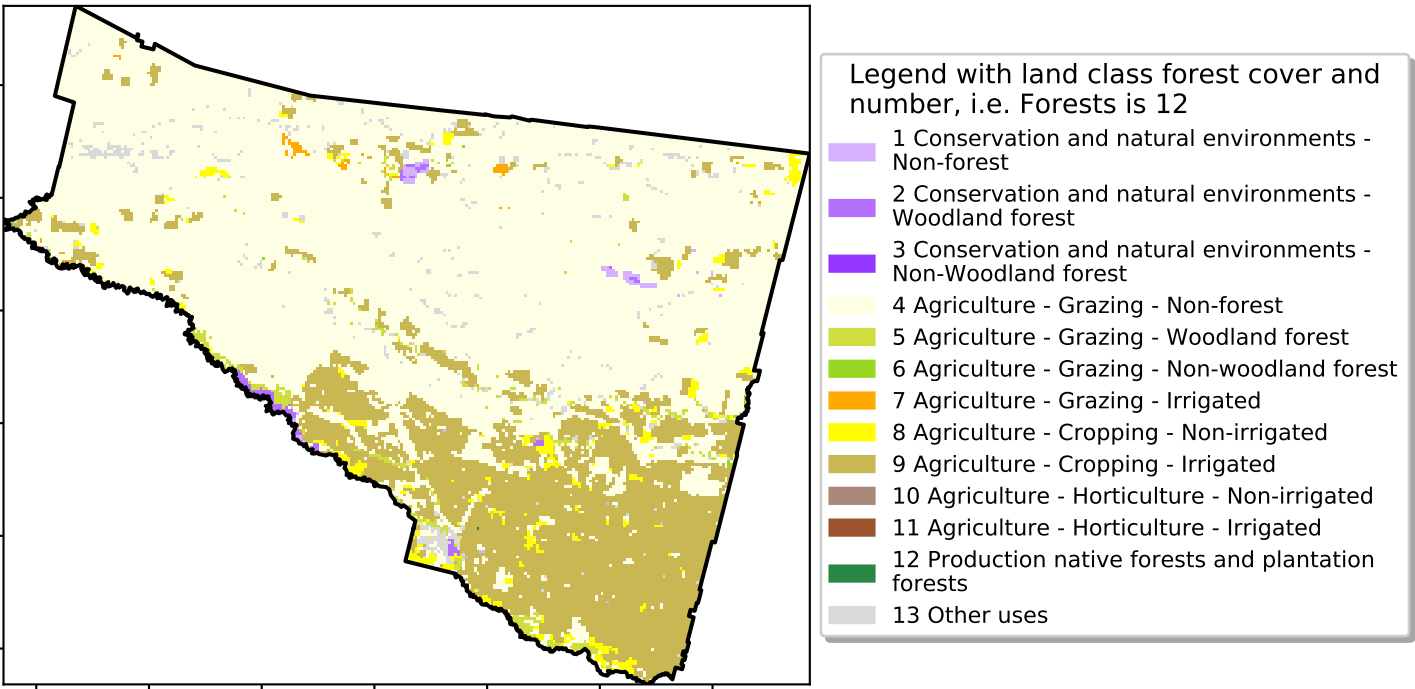 Legend with land class forest cover and
number, i.e. Forests is 12
1 Conservation and natural environments -
Non-forest
2 Conservation and natural environments -
Woodland forest
3 Conservation and natural environments -
Non-Woodland forest
4 Agriculture - Grazing - Non-forest
5 Agriculture - Grazing - Woodland forest
6 Agriculture - Grazing - Non-woodland forest
7 Agriculture - Grazing - Irrigated
8 Agriculture - Cropping - Non-irrigated
9 Agriculture - Cropping - Irrigated
10 Agriculture - Horticulture - Non-irrigated
11 Agriculture - Horticulture - Irrigated
12 Production native forests and plantation
forests
13 Other uses